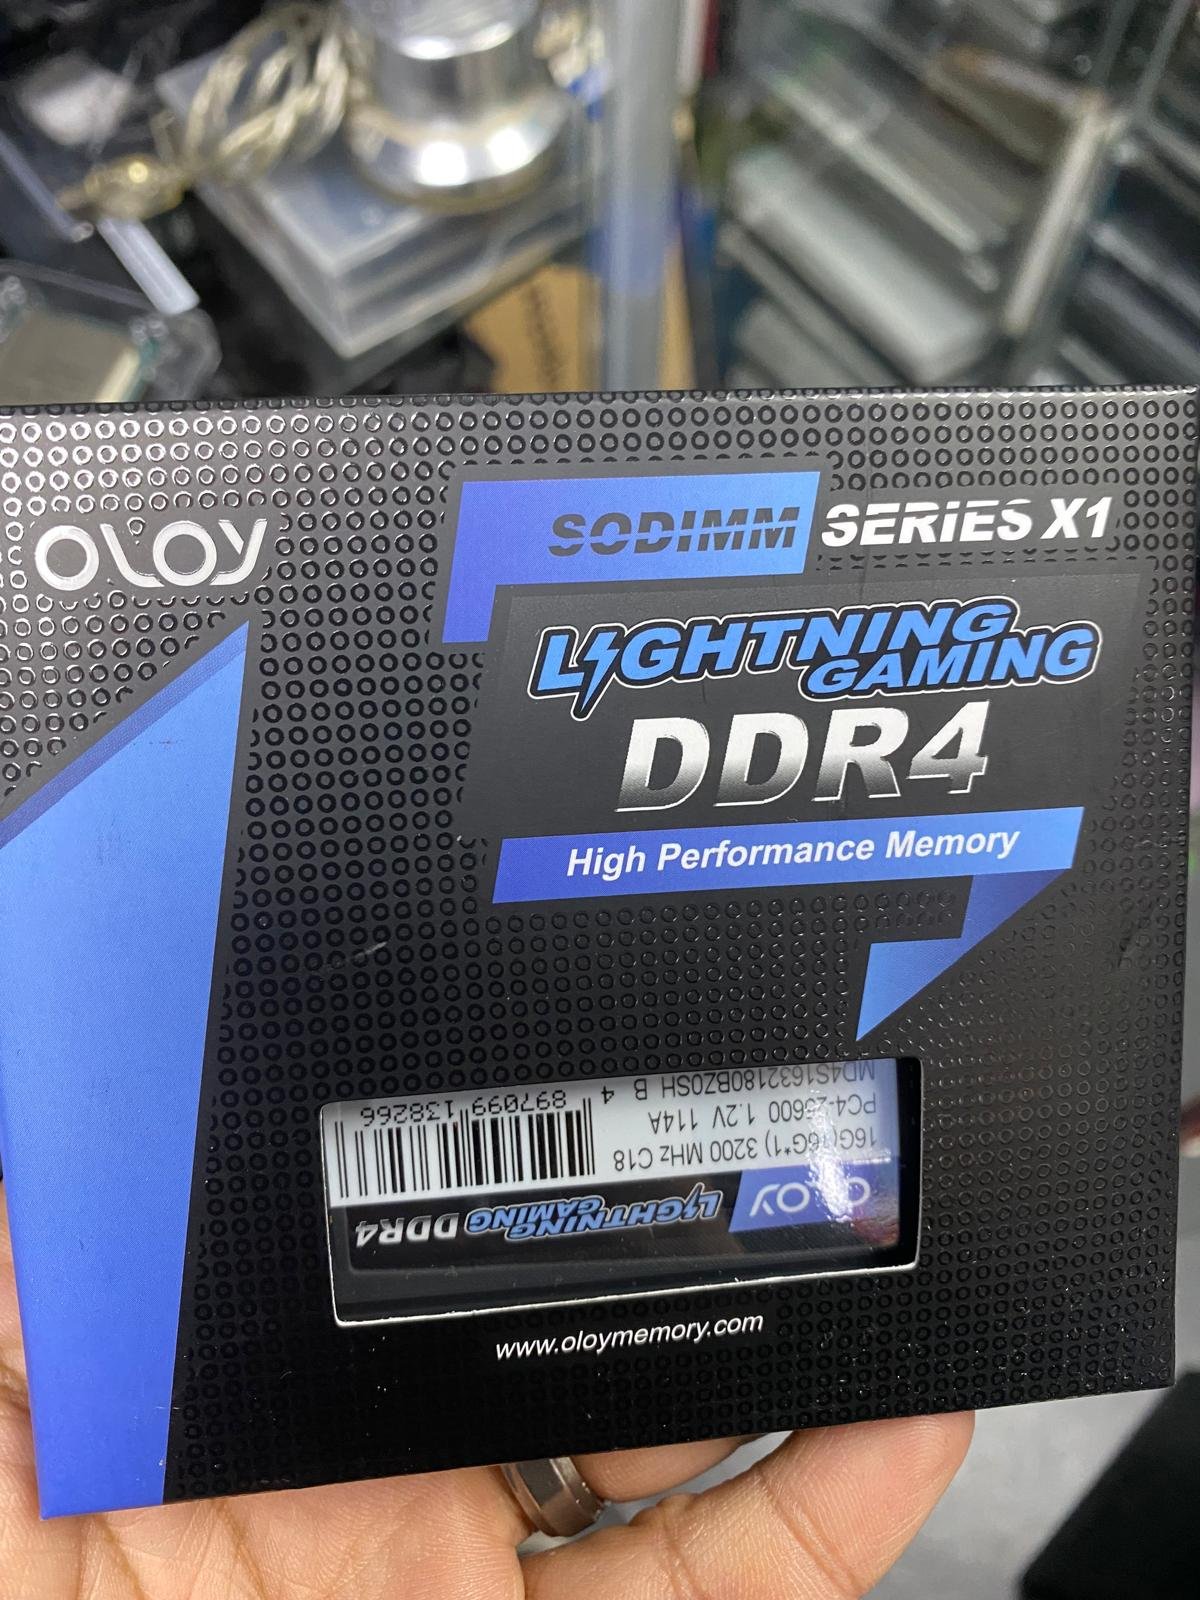 OLOy
SODIMM SERIES X1
LIGHTNING
GAMING
DDR4
High Performance Memory
MD4S1632180BZ0SH B
PC4-25600 1.2V 114A
16G(16G*1) 3200 MHz C18
4 897099 138266
OLOy LIGHTNING GAMING DDR4
www.oloymemory.com